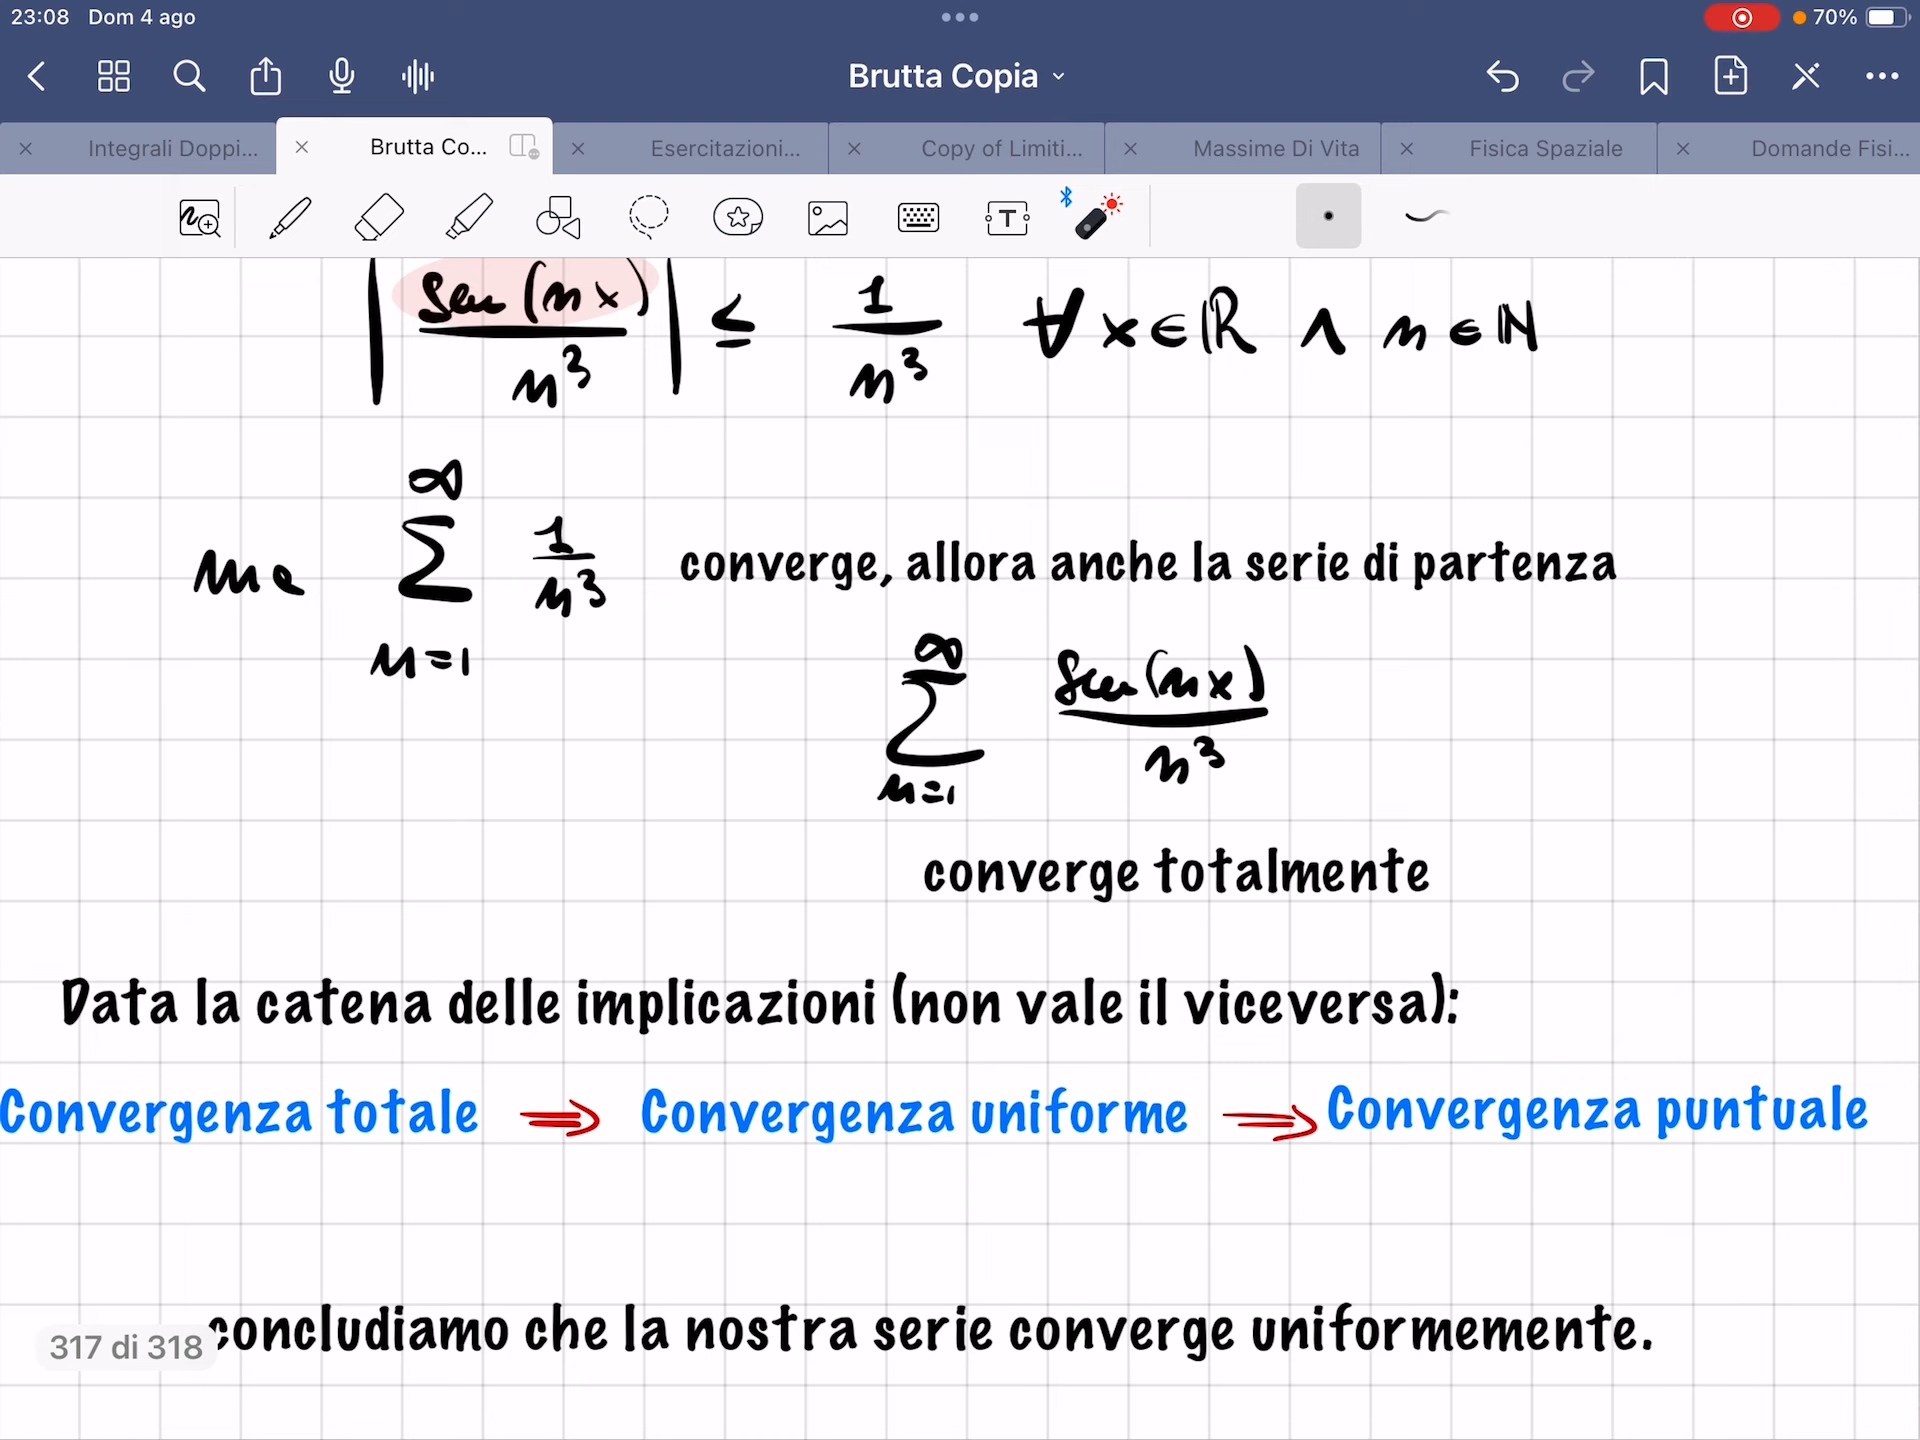 23:08 Dom 4 ago
70%
Brutta Copia
Integrali Doppi... Brutta Co... Esercitazioni... Copy of Limiti... Massime Di Vita Fisica Spaziale Domande Fisi...
| sen(nx) / n³ | ≤ 1 / n³ ∀ x ∈ ℝ ∧ n ∈ ℕ
ma ∞ ∑ n=1 1 / n³ converge, allora anche la serie di partenza
∞ ∑ n=1 sen(nx) / n³
converge totalmente
Data la catena delle implicazioni (non vale il viceversa):
Convergenza totale ⇒ Convergenza uniforme ⇒ Convergenza puntuale
concludiamo che la nostra serie converge uniformemente.
317 di 318